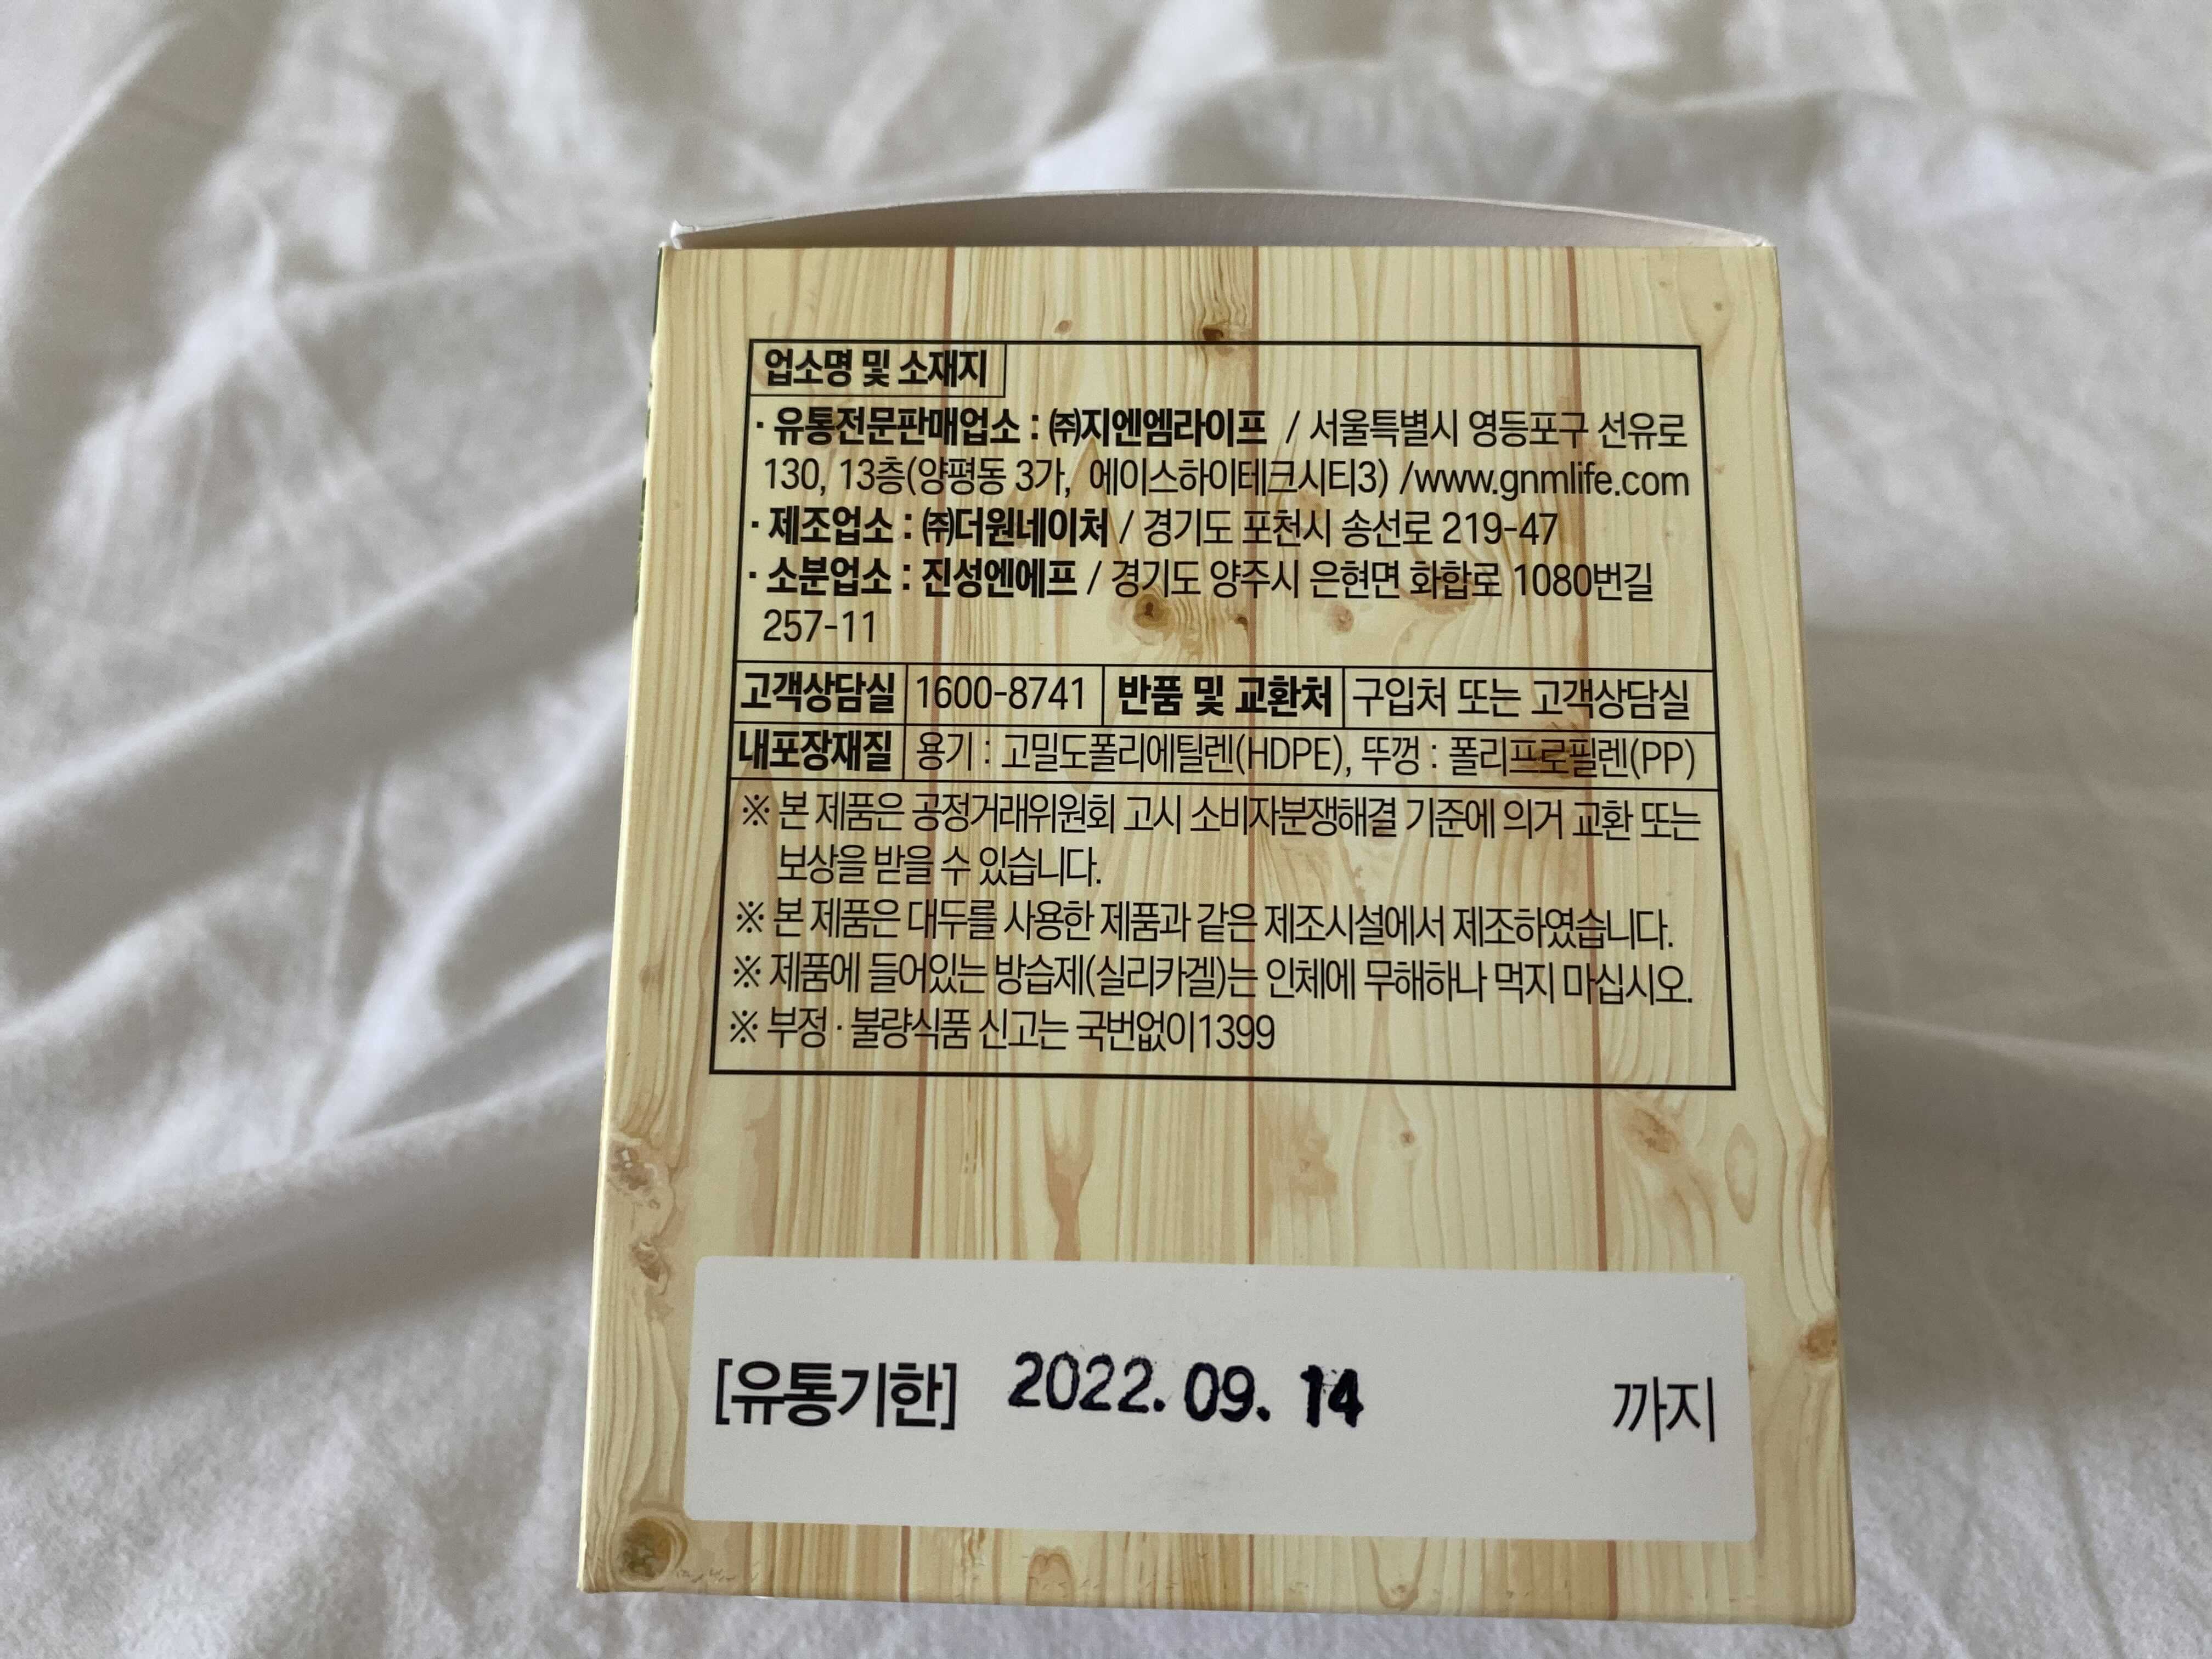 업소명 및 소재지
· 유통전문판매업소 : ㈜지엔엠라이프 / 서울특별시 영등포구 선유로
130, 13층(양평동 3가, 에이스하이테크시티3) /www.gnmlife.com
· 제조업소 : ㈜더원네이처 / 경기도 포천시 송선로 219-47
· 소분업소 : 진성엔에프 / 경기도 양주시 은현면 화합로 1080번길
257-11
고객상담실 1600-8741 반품 및 교환처 구입처 또는 고객상담실
내포장재질 용기 : 고밀도폴리에틸렌(HDPE), 뚜껑 : 폴리프로필렌(PP)
※ 본 제품은 공정거래위원회 고시 소비자분쟁해결 기준에 의거 교환 또는
보상을 받을 수 있습니다.
※ 본 제품은 대두를 사용한 제품과 같은 제조시설에서 제조하였습니다.
※ 제품에 들어있는 방습제(실리카겔)는 인체에 무해하나 먹지 마십시오.
※ 부정 · 불량식품 신고는 국번없이1399
[유통기한] 2022. 09. 14 까지